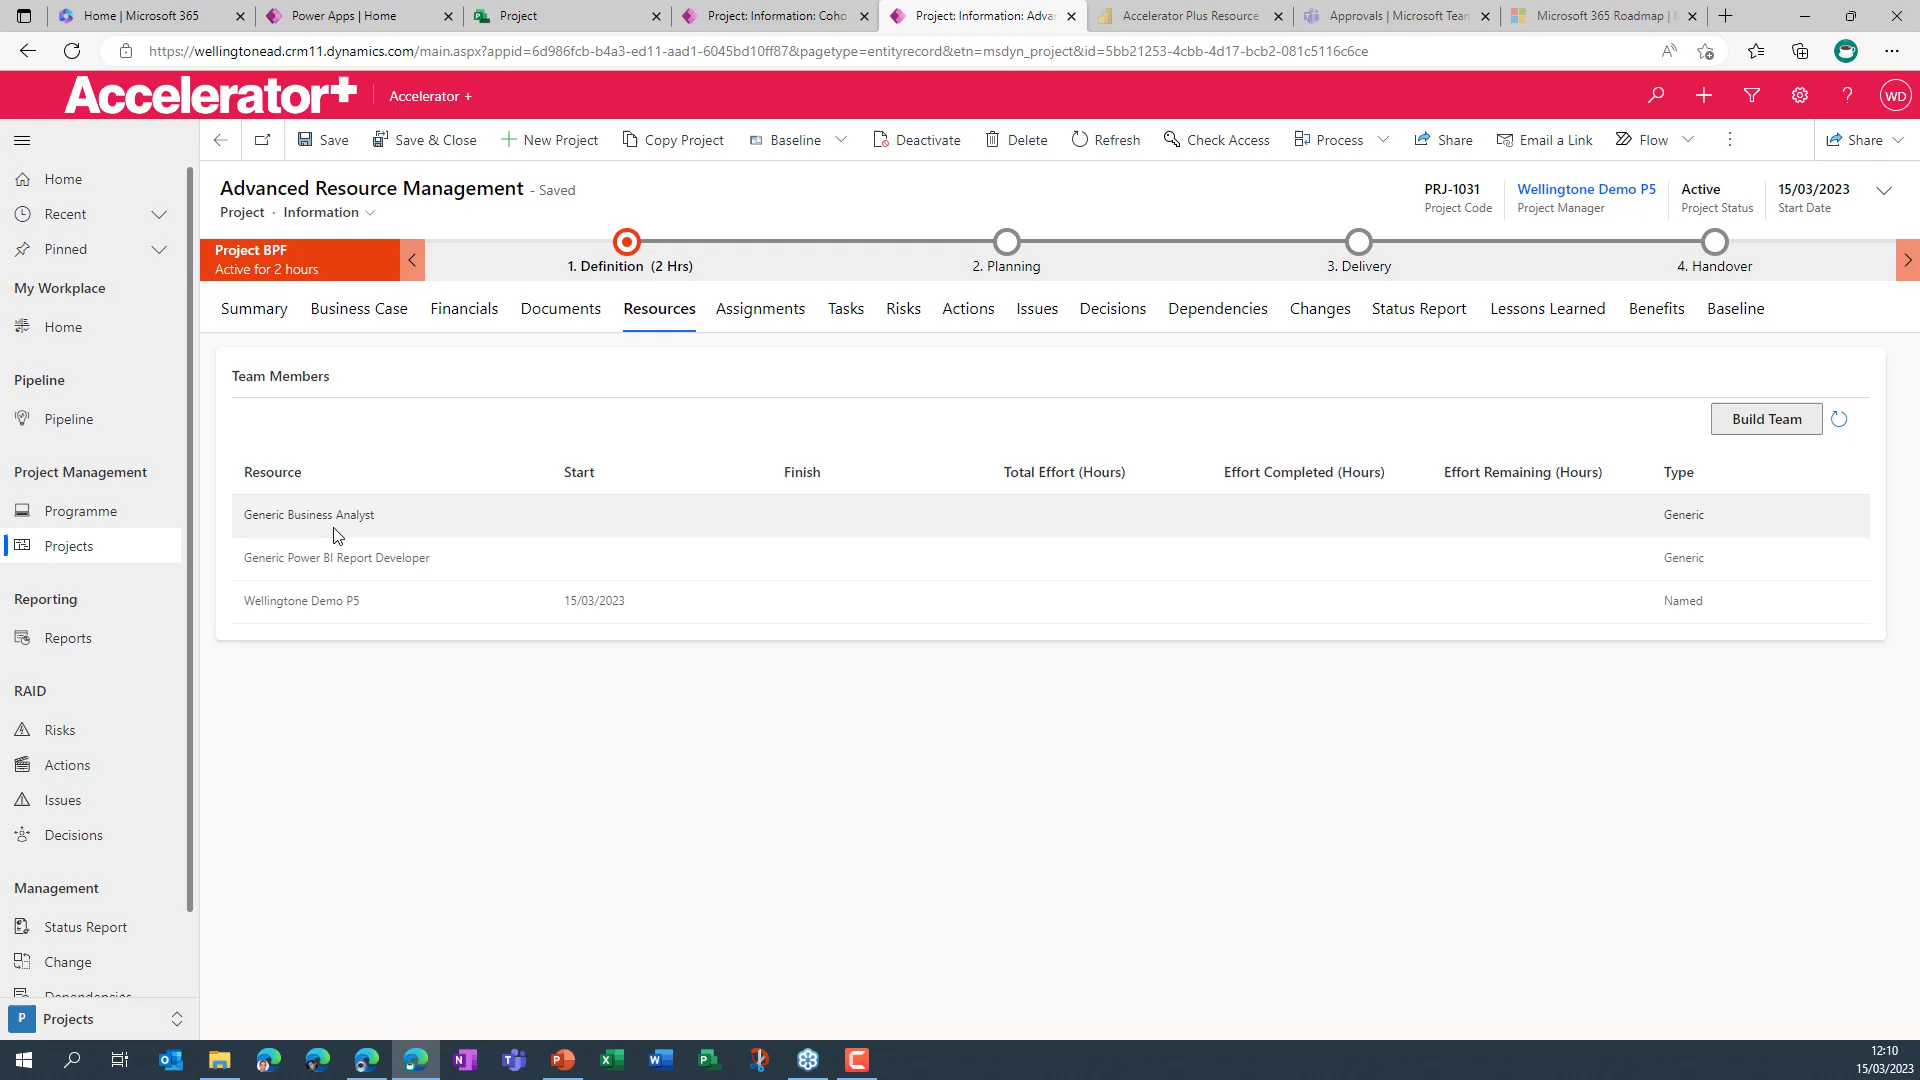 Home | Microsoft 365
Power Apps | Home
Project
Project: Information: Coho
Project: Information: Adva
Accelerator Plus Resource
Approvals | Microsoft Team
Microsoft 365 Roadmap |
https://wellingtonead.crm11.dynamics.com/main.aspx?appid=6d986fcb-b4a3-ed11-aad1-6045bd10ff87&pagetype=entityrecord&etn=msdyn_project&id=5bb21253-4cbb-4d17-bcb2-081c5116c6ce
Accelerator+
Accelerator +
WD
Save
Save & Close
New Project
Copy Project
Baseline
Deactivate
Delete
Refresh
Check Access
Process
Share
Email a Link
Flow
Share
Home
Recent
Pinned
My Workplace
Home
Pipeline
Pipeline
Project Management
Programme
Projects
Reporting
Reports
RAID
Risks
Actions
Issues
Decisions
Management
Status Report
Change
Dependencies
P Projects
Advanced Resource Management - Saved
Project · Information
PRJ-1031
Project Code
Wellingtone Demo P5
Project Manager
Active
Project Status
15/03/2023
Start Date
Project BPF
Active for 2 hours
1. Definition (2 Hrs)
2. Planning
3. Delivery
4. Handover
Summary Business Case Financials Documents Resources Assignments Tasks Risks Actions Issues Decisions Dependencies Changes Status Report Lessons Learned Benefits Baseline
Team Members
Build Team
Resource Start Finish Total Effort (Hours) Effort Completed (Hours) Effort Remaining (Hours) Type
Generic Business Analyst Generic
Generic Power BI Report Developer Generic
Wellingtone Demo P5 15/03/2023 Named
12:10
15/03/2023